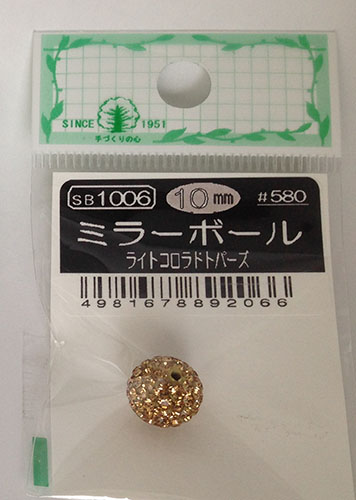 SINCE 1951
手づくりの心
SB1006 10mm #580
ミラーボール
ライトコロラドトパーズ
4981678892066